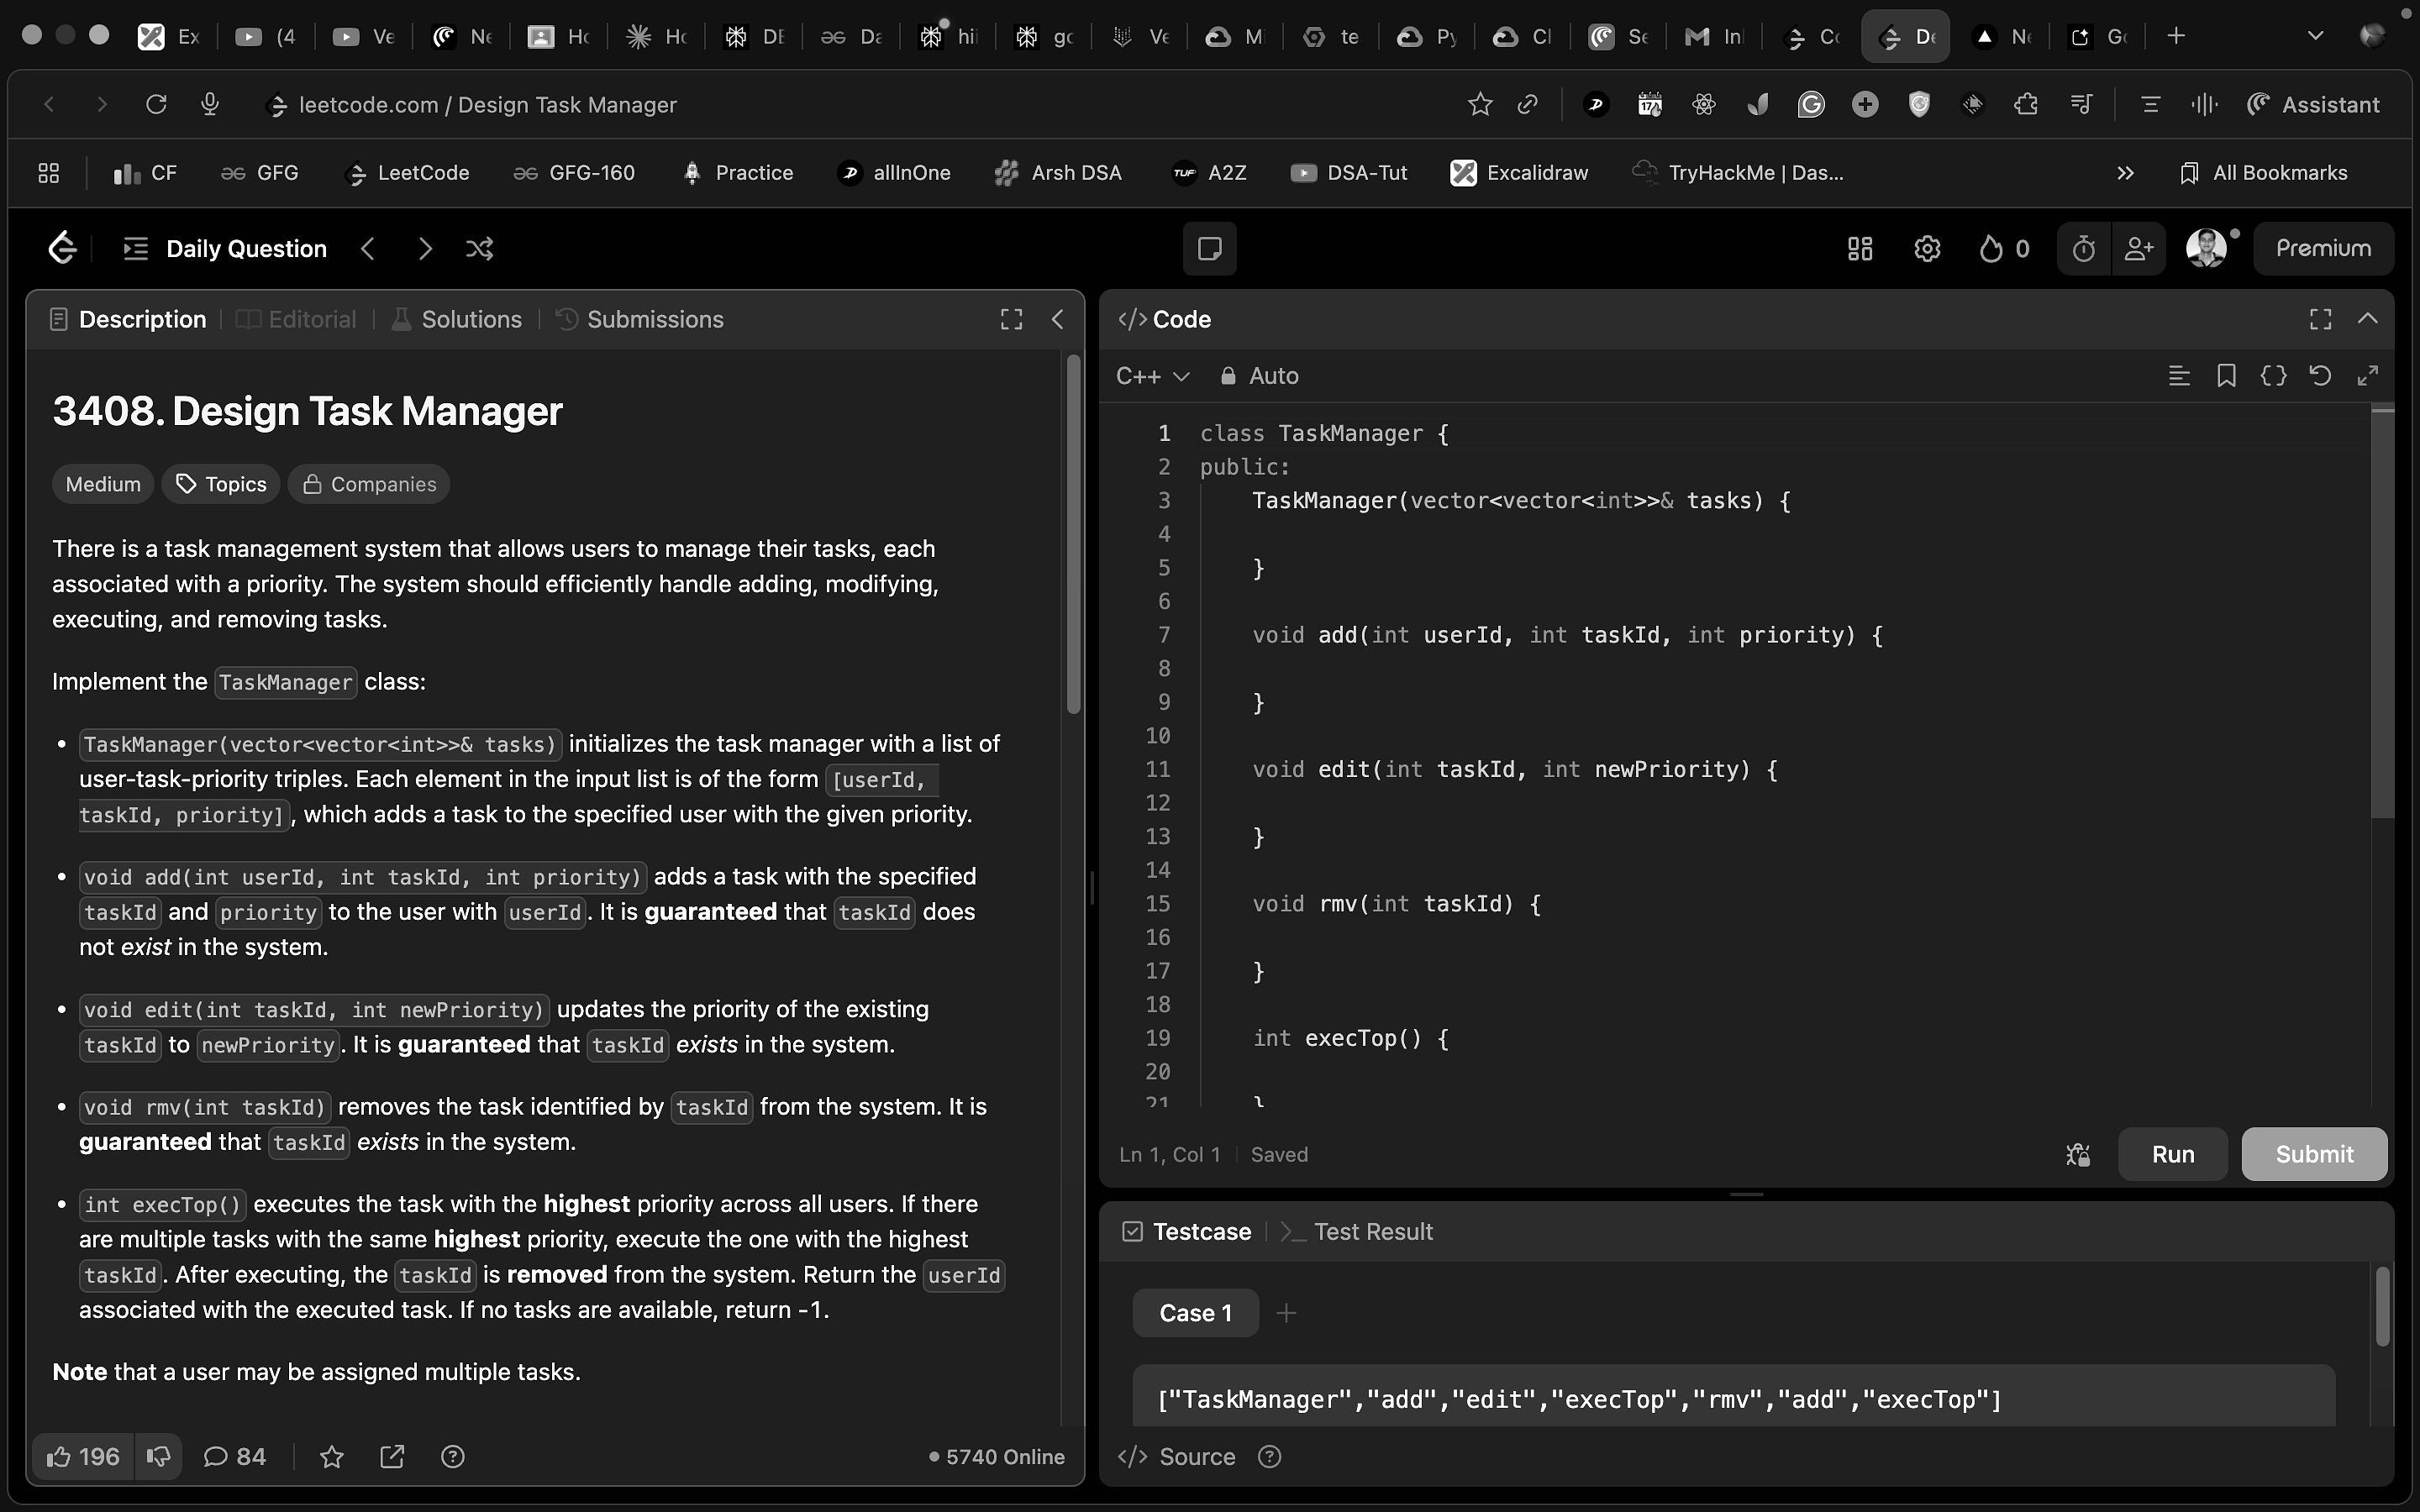 Ex (4 Ve Ne Ho Ho DE Da hi go Ve Mi te Py Cl Se In Co De Ne Go
leetcode.com / Design Task Manager
Assistant
CF GFG LeetCode GFG-160 Practice allInOne Arsh DSA A2Z DSA-Tut Excalidraw TryHackMe | Das... All Bookmarks
Daily Question
0
Premium
Description Editorial Solutions Submissions
3408. Design Task Manager
Medium Topics Companies
There is a task management system that allows users to manage their tasks, each
associated with a priority. The system should efficiently handle adding, modifying,
executing, and removing tasks.
Implement the TaskManager class:
• TaskManager(vector<vector<int>>& tasks) initializes the task manager with a list of
user-task-priority triples. Each element in the input list is of the form [userId,
taskId, priority], which adds a task to the specified user with the given priority.
• void add(int userId, int taskId, int priority) adds a task with the specified
taskId and priority to the user with userId. It is guaranteed that taskId does
not exist in the system.
• void edit(int taskId, int newPriority) updates the priority of the existing
taskId to newPriority. It is guaranteed that taskId exists in the system.
• void rmv(int taskId) removes the task identified by taskId from the system. It is
guaranteed that taskId exists in the system.
• int execTop() executes the task with the highest priority across all users. If there
are multiple tasks with the same highest priority, execute the one with the highest
taskId. After executing, the taskId is removed from the system. Return the userId
associated with the executed task. If no tasks are available, return -1.
Note that a user may be assigned multiple tasks.
196 84
5740 Online
</> Code
C++ Auto
1 class TaskManager {
2 public:
3 TaskManager(vector<vector<int>>& tasks) {
4
5 }
6
7 void add(int userId, int taskId, int priority) {
8
9 }
10
11 void edit(int taskId, int newPriority) {
12
13 }
14
15 void rmv(int taskId) {
16
17 }
18
19 int execTop() {
20
21 }
Ln 1, Col 1 Saved
Run Submit
Testcase >_ Test Result
Case 1 +
["TaskManager","add","edit","execTop","rmv","add","execTop"]
</> Source